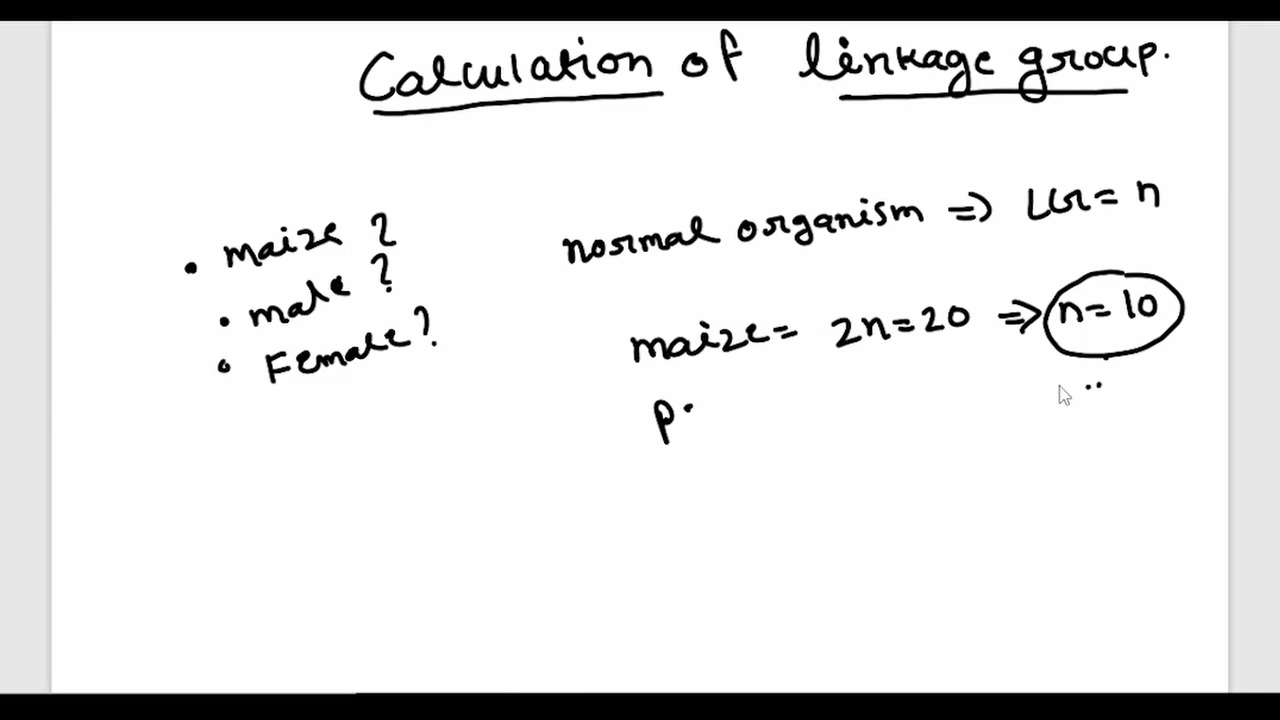 Calculation of linkage group.
• maize ?
• male ?
• Female ?
normal organism => LG = n
maize = 2n = 20 => n = 10
p